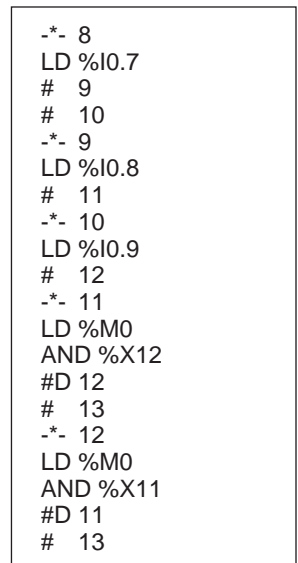 -*- 8
LD %I0.7
# 9
# 10
-*- 9
LD %I0.8
# 11
-*- 10
LD %I0.9
# 12
-*- 11
LD %M0
AND %X12
#D 12
# 13
-*- 12
LD %M0
AND %X11
#D 11
# 13